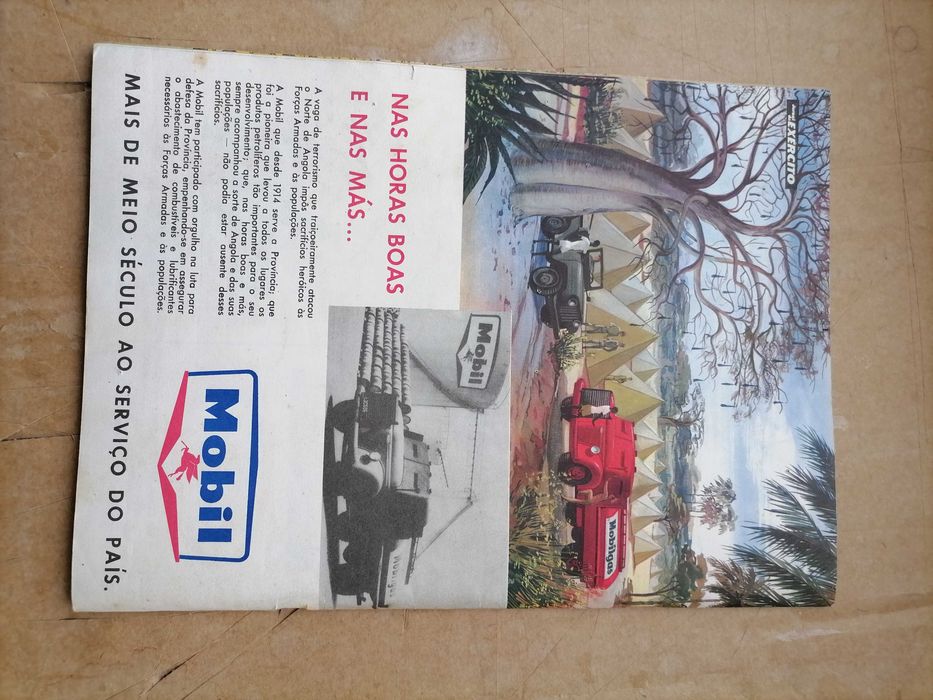 EXERCITO
Mobilgas
NAS HORAS BOAS
E NAS MÁS...
A vaga de terrorismo que traiçoeiramente atacou
o Norte de Angola impôs sacrifícios heróicos às
Forças Armadas e às populações.
A Mobil que desde 1914 serve a Província; que
foi a pioneira que levou a todos os lugares os
produtos petrolíferos tão importantes para o seu
desenvolvimento; que, nas horas boas e más,
sempre acompanhou a sorte de Angola e das suas
populações — não podia estar ausente desses
sacrifícios.
A Mobil tem participado com orgulho na luta para
defesa da Província, empenhando-se em assegurar
o abastecimento de combustíveis e lubrificantes
necessários às Forças Armadas e às populações.
Mobil
Mobil
MAIS DE MEIO SÉCULO AO SERVIÇO DO PAÍS.